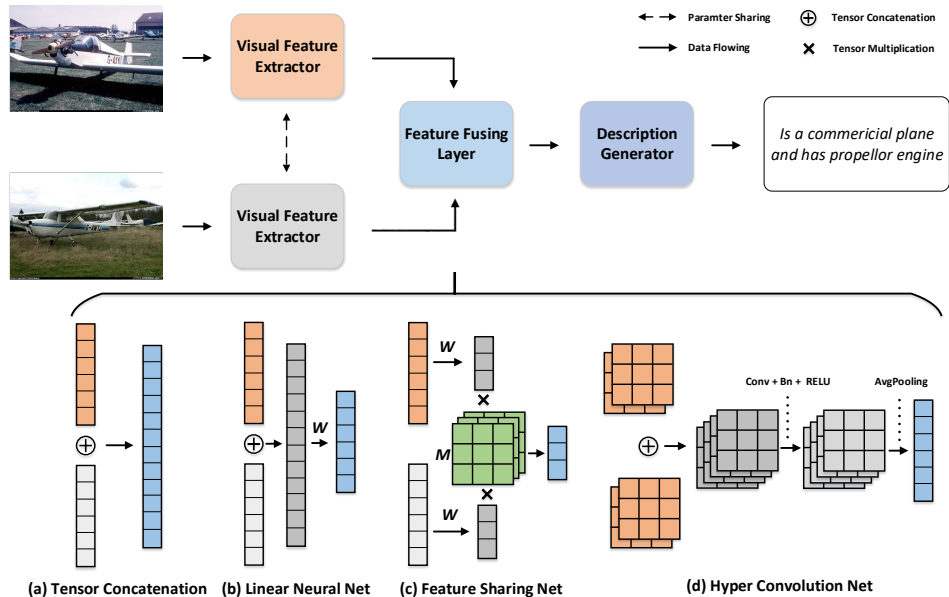 Visual Feature
Extractor
Paramter Sharing
Tensor Concatenation
Data Flowing
Tensor Multiplication
Feature Fusing
Layer
Description
Generator
Is a commericial plane
and has propellor engine
Visual Feature
Extractor
W
W
M
W
W
Conv + Bn + RELU
AvgPooling
(a) Tensor Concatenation
(b) Linear Neural Net
(c) Feature Sharing Net
(d) Hyper Convolution Net